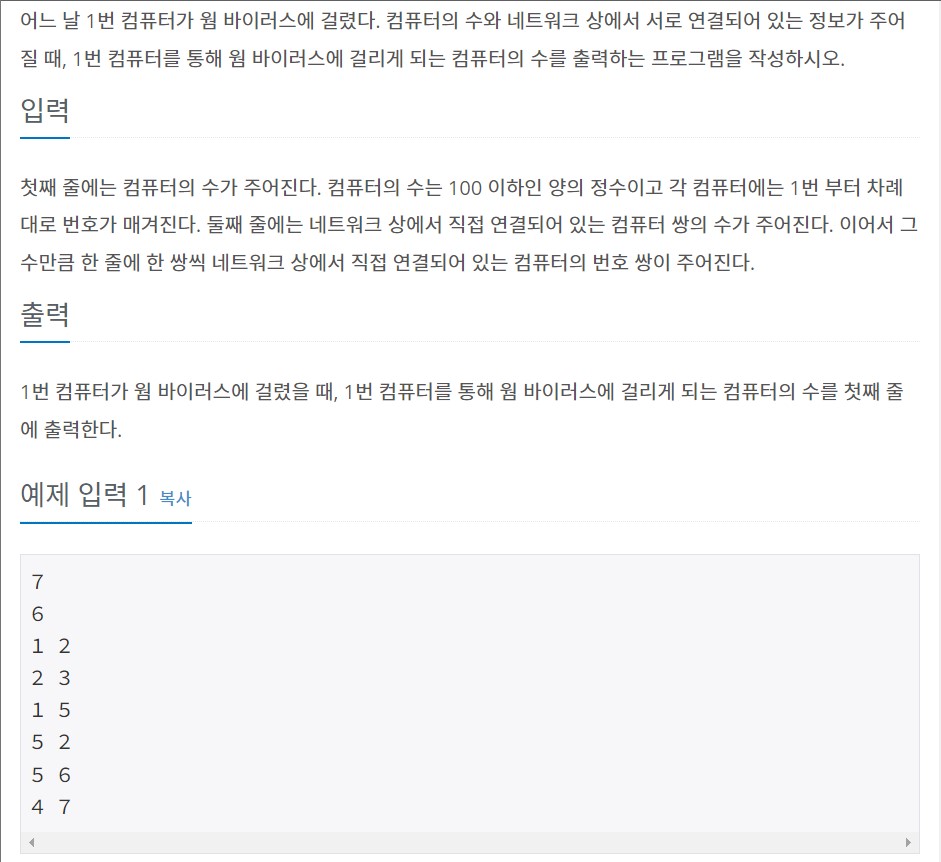 어느 날 1번 컴퓨터가 웜 바이러스에 걸렸다. 컴퓨터의 수와 네트워크 상에서 서로 연결되어 있는 정보가 주어
질 때, 1번 컴퓨터를 통해 웜 바이러스에 걸리게 되는 컴퓨터의 수를 출력하는 프로그램을 작성하시오.
입력
첫째 줄에는 컴퓨터의 수가 주어진다. 컴퓨터의 수는 100 이하인 양의 정수이고 각 컴퓨터에는 1번 부터 차례
대로 번호가 매겨진다. 둘째 줄에는 네트워크 상에서 직접 연결되어 있는 컴퓨터 쌍의 수가 주어진다. 이어서 그
수만큼 한 줄에 한 쌍씩 네트워크 상에서 직접 연결되어 있는 컴퓨터의 번호 쌍이 주어진다.
출력
1번 컴퓨터가 웜 바이러스에 걸렸을 때, 1번 컴퓨터를 통해 웜 바이러스에 걸리게 되는 컴퓨터의 수를 첫째 줄
에 출력한다.
예제 입력 1 복사
7
6
1 2
2 3
1 5
5 2
5 6
4 7